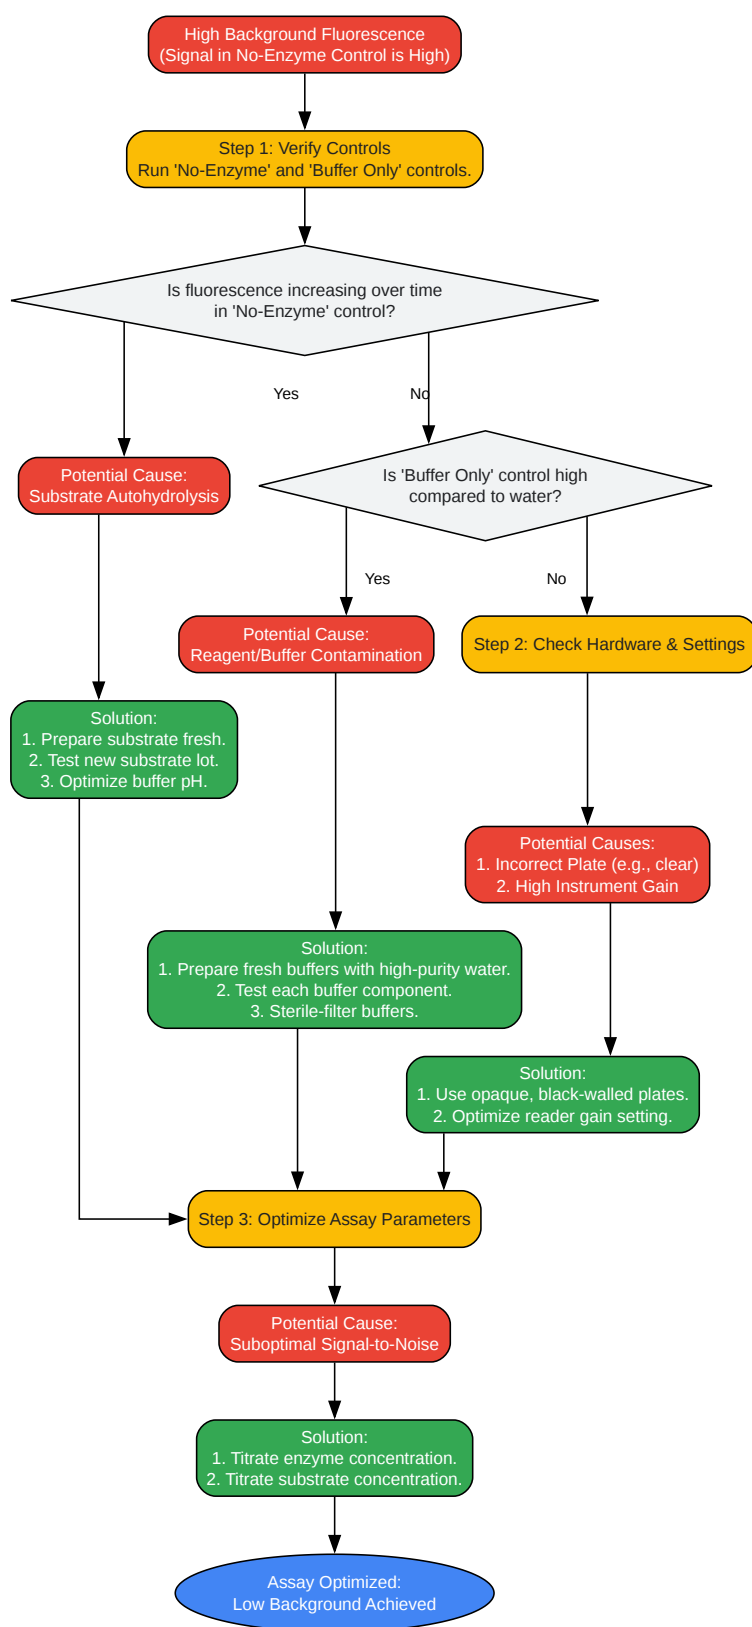 High Background Fluorescence
(Signal in No-Enzyme Control is High)
Step 1: Verify Controls
Run 'No-Enzyme' and 'Buffer Only' controls.
Is fluorescence increasing over time
in 'No-Enzyme' control?
Yes
No
Potential Cause:
Substrate Autohydrolysis
Is 'Buffer Only' control high
compared to water?
Yes
No
Potential Cause:
Reagent/Buffer Contamination
Step 2: Check Hardware & Settings
Solution:
1. Prepare substrate fresh.
2. Test new substrate lot.
3. Optimize buffer pH.
Potential Causes:
1. Incorrect Plate (e.g., clear)
2. High Instrument Gain
Solution:
1. Prepare fresh buffers with high-purity water.
2. Test each buffer component.
3. Sterile-filter buffers.
Solution:
1. Use opaque, black-walled plates.
2. Optimize reader gain setting.
Step 3: Optimize Assay Parameters
Potential Cause:
Suboptimal Signal-to-Noise
Solution:
1. Titrate enzyme concentration.
2. Titrate substrate concentration.
Assay Optimized:
Low Background Achieved